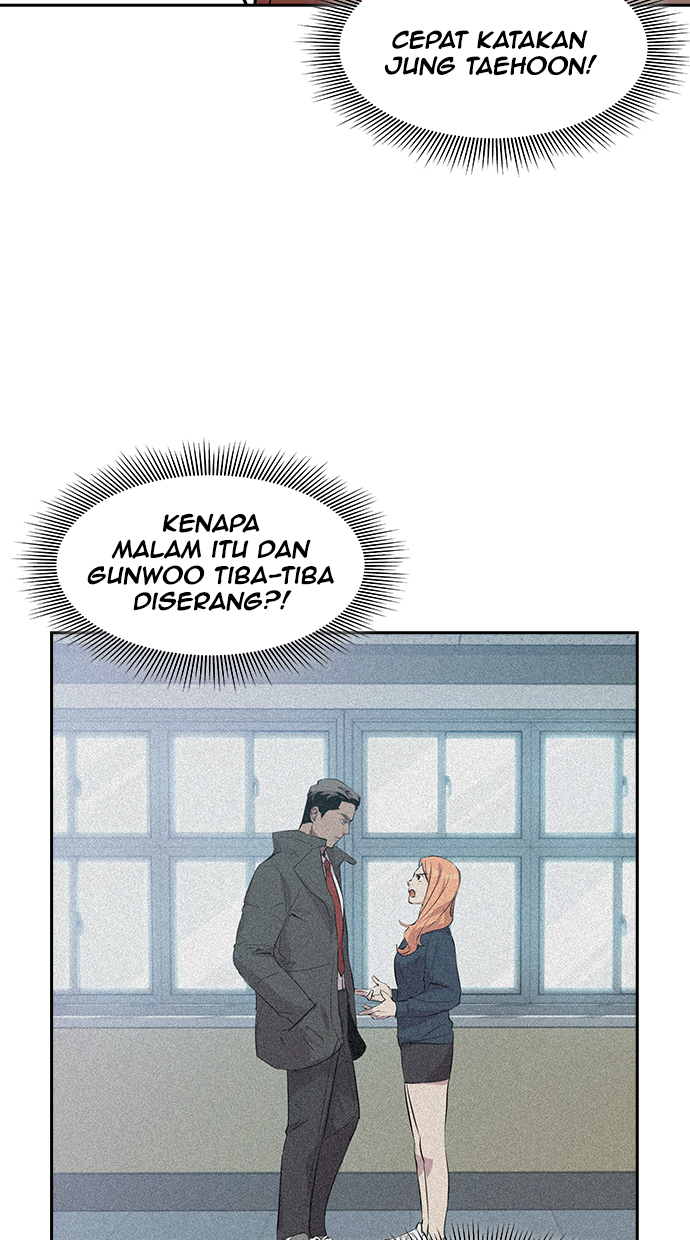 CEPAT KATAKAN
JUNG TAEHOON!
KENAPA
MALAM ITU DAN
GUNWOO TIBA-TIBA
DISERANG?!